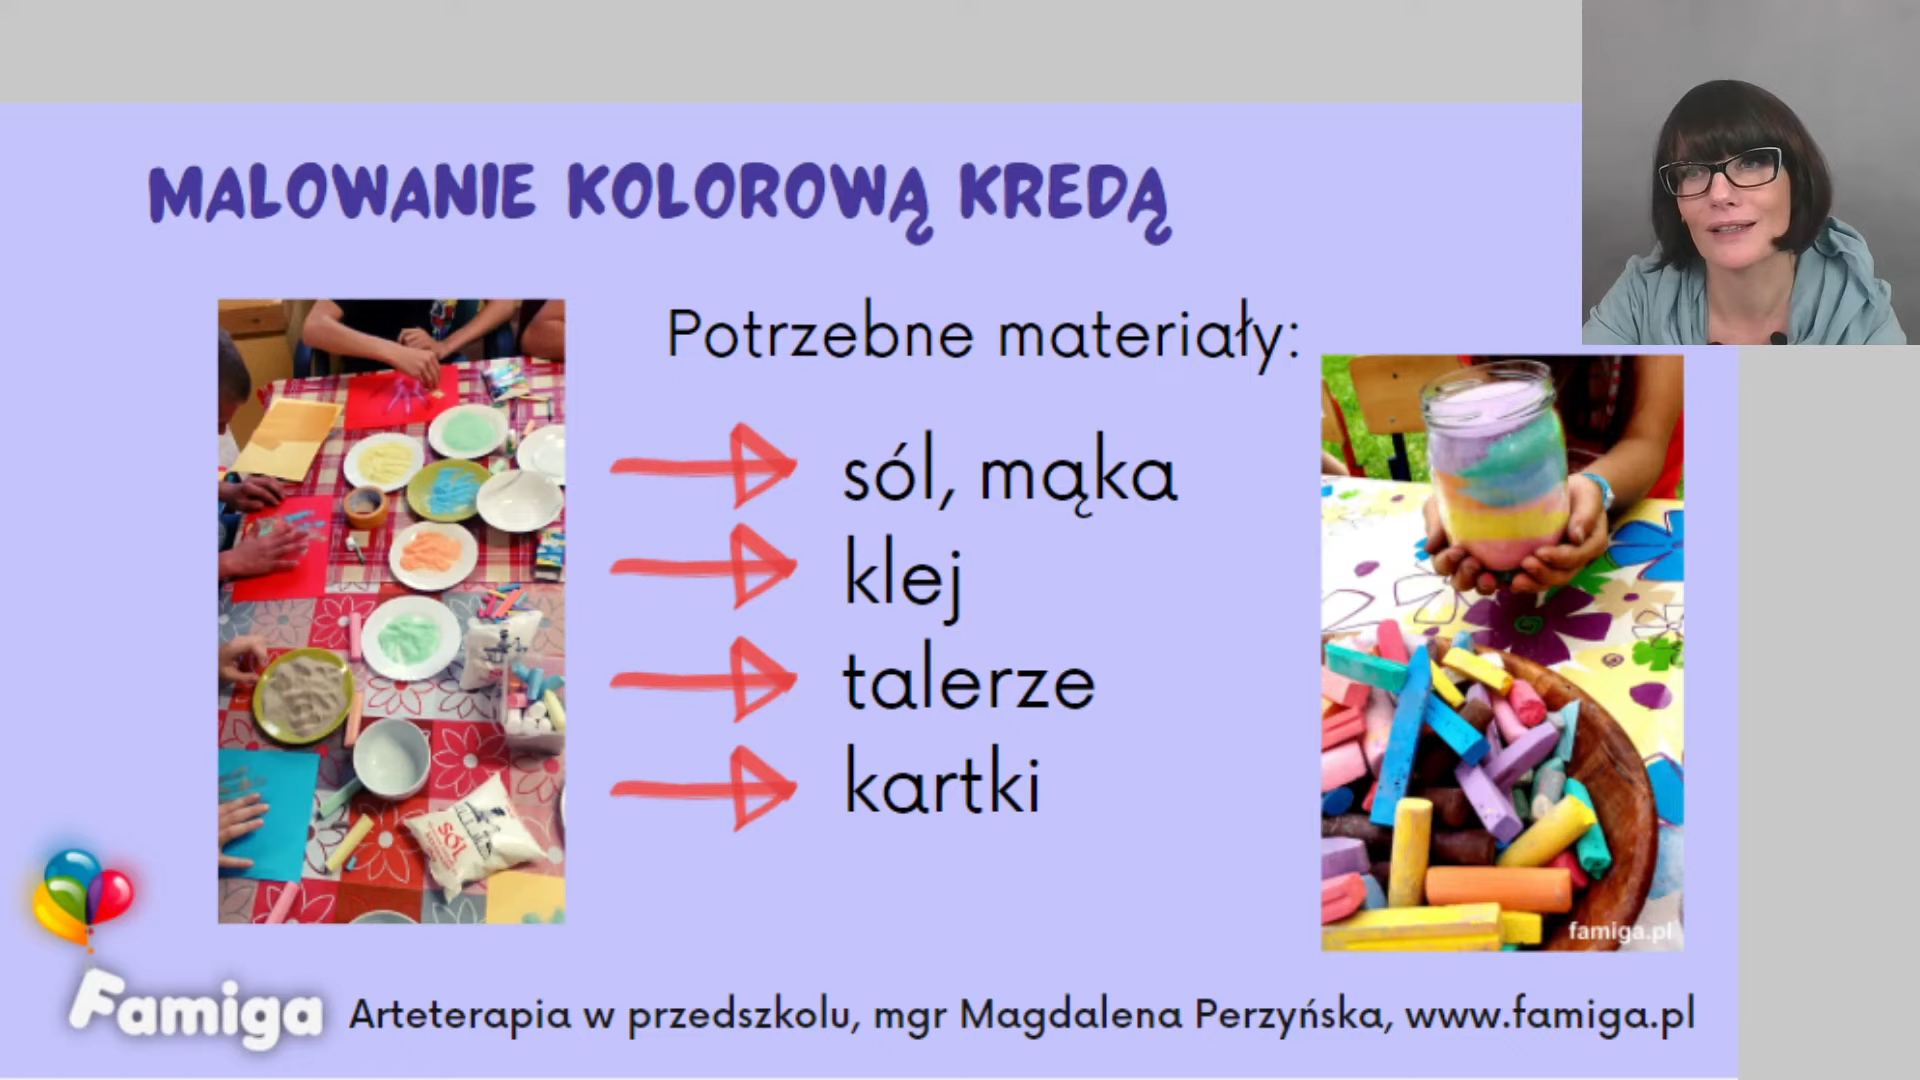 MALOWANIE KOLOROWĄ KREDĄ
Potrzebne materiały:
sól, mąka
klej
talerze
kartki
SÓL
famiga.pl
Famiga
Arteterapia w przedszkolu, mgr Magdalena Perzyńska, www.famiga.pl